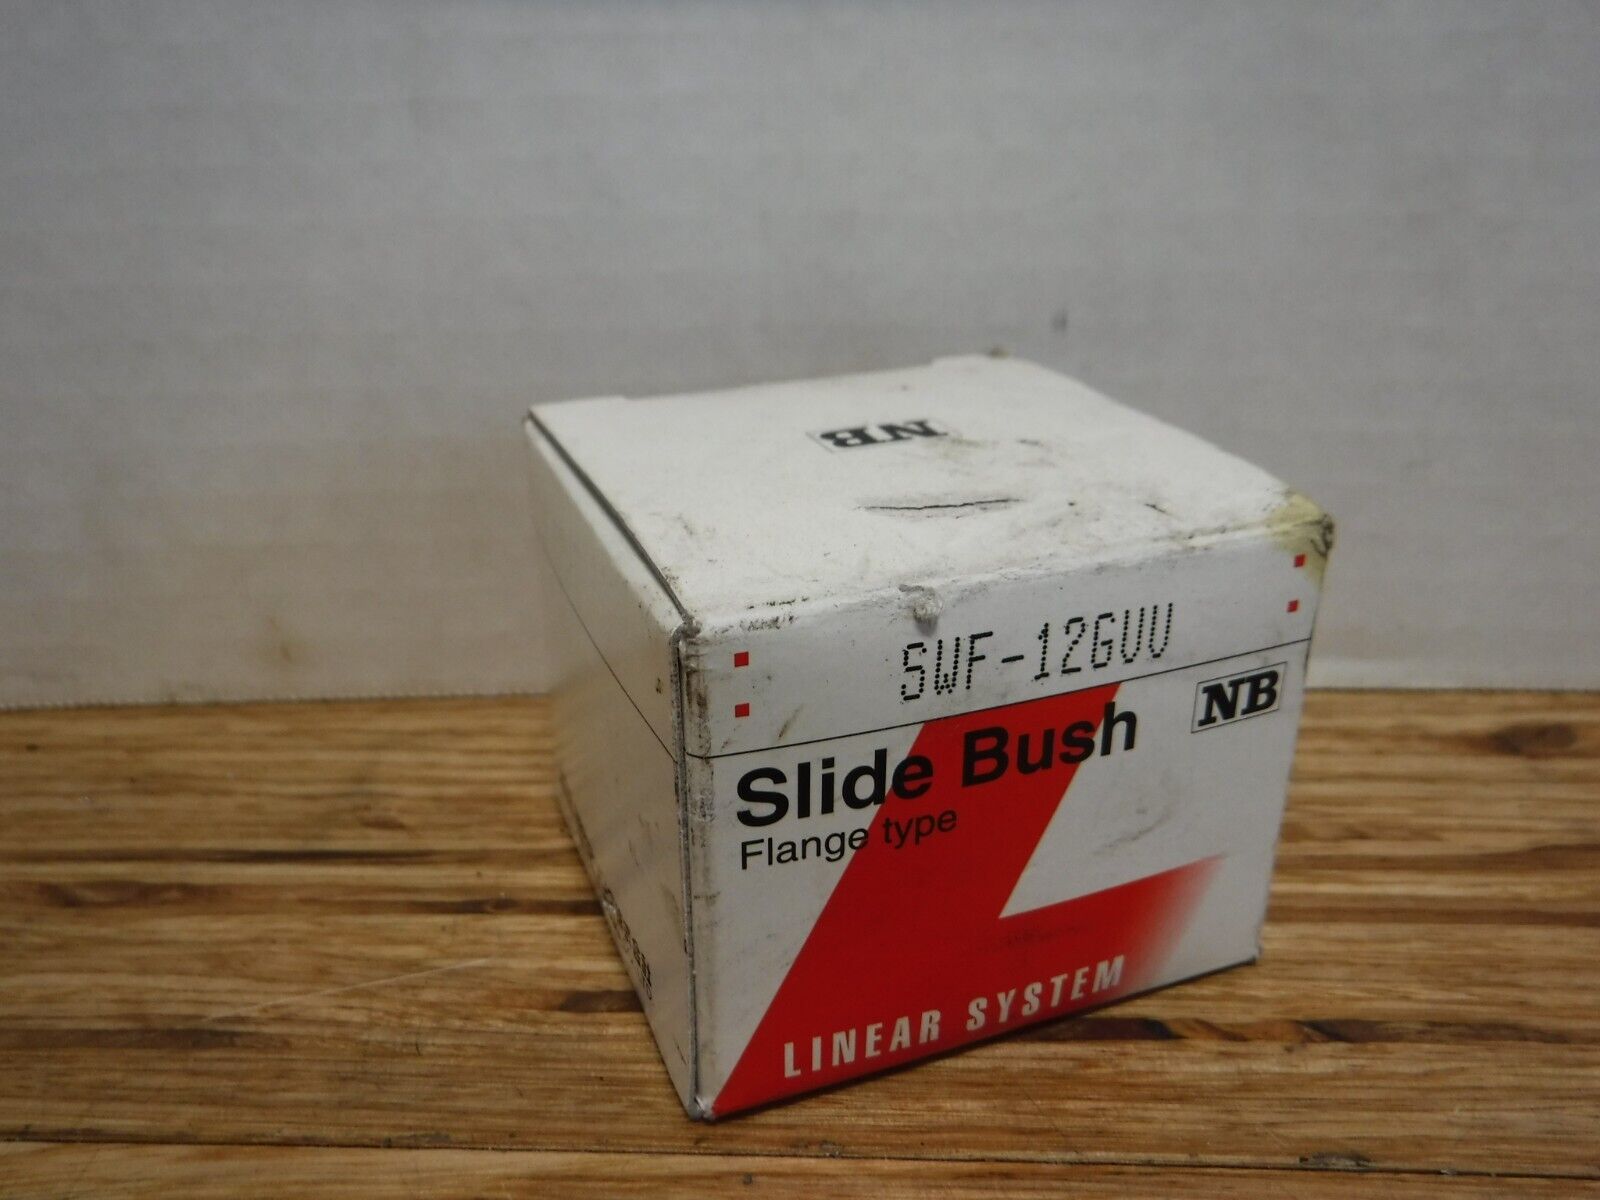 NB
SWF-12GUU
NB
Slide Bush
Flange type
LINEAR SYSTEM